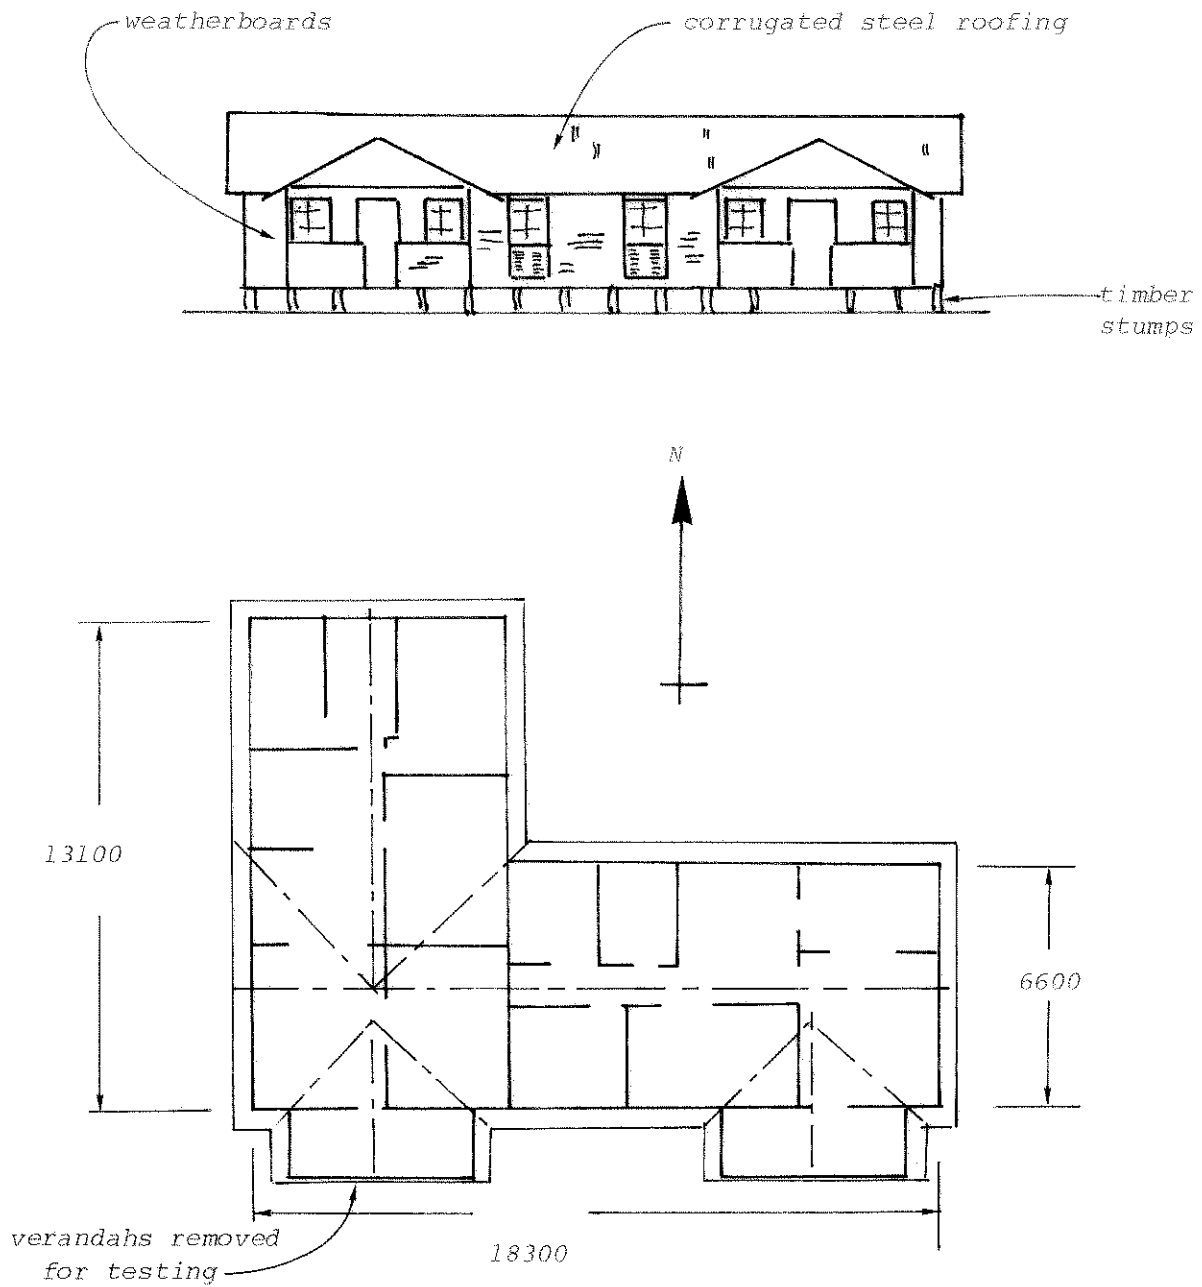 weatherboards
corrugated steel roofing
timber
stumps
N
13100
6600
18300
verandahs removed
for testing